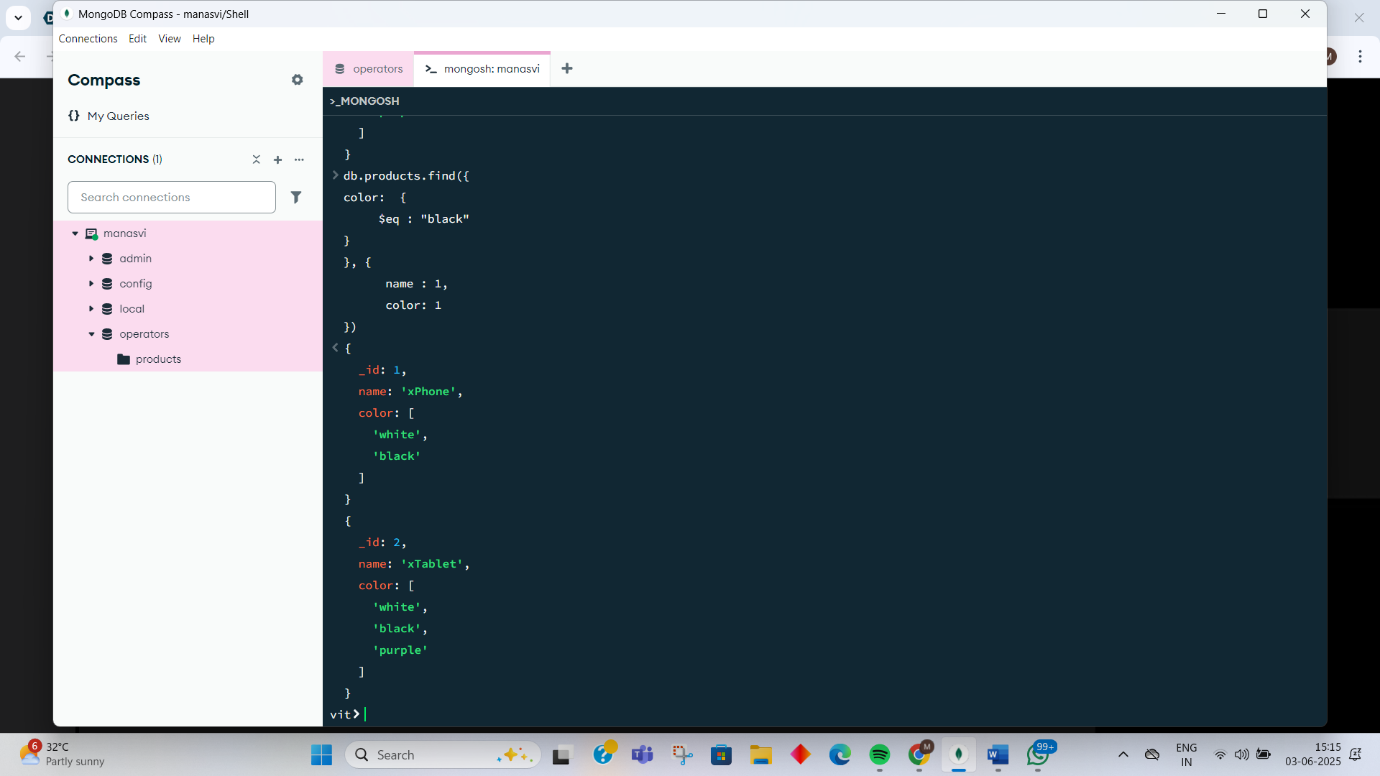 MongoDB Compass - manasvi/Shell
Connections Edit View Help
Compass
{} My Queries
CONNECTIONS (1)
Search connections
manasvi
admin
config
local
operators
products
operators
>_ mongosh: manasvi
>_MONGOSH
]
}
> db.products.find({
color: {
$eq : "black"
}
}, {
name : 1,
color: 1
})
< {
_id: 1,
name: 'xPhone',
color: [
'white',
'black'
]
}
{
_id: 2,
name: 'xTablet',
color: [
'white',
'black',
'purple'
]
}
vit>
M
6
32°C
Partly sunny
Search
M
99+
ENG
IN
15:15
03-06-2025